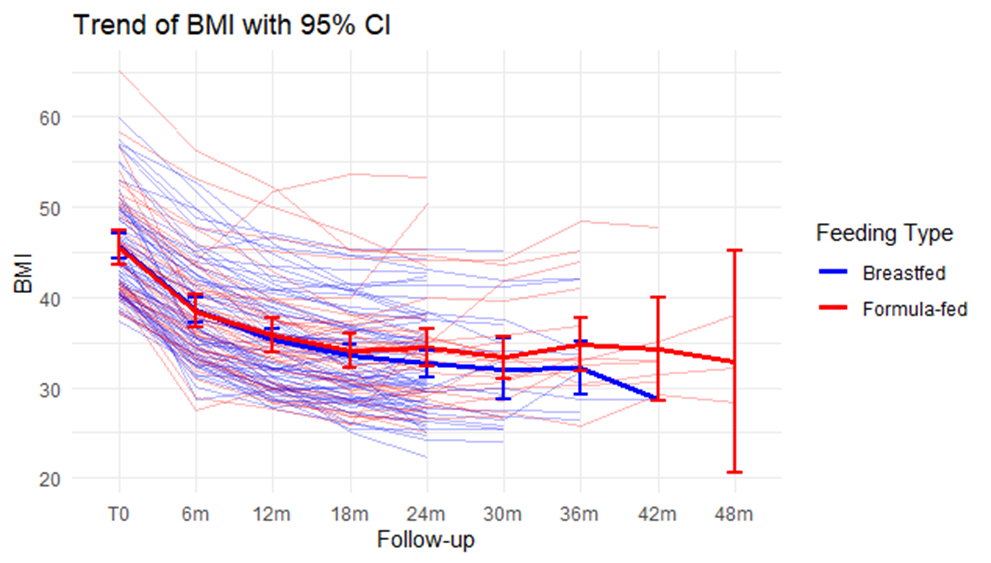 Trend of BMI with 95% CI
BMI
60
50
40
30
20
T0 6m 12m 18m 24m 30m 36m 42m 48m
Follow-up
Feeding Type
Breastfed
Formula-fed